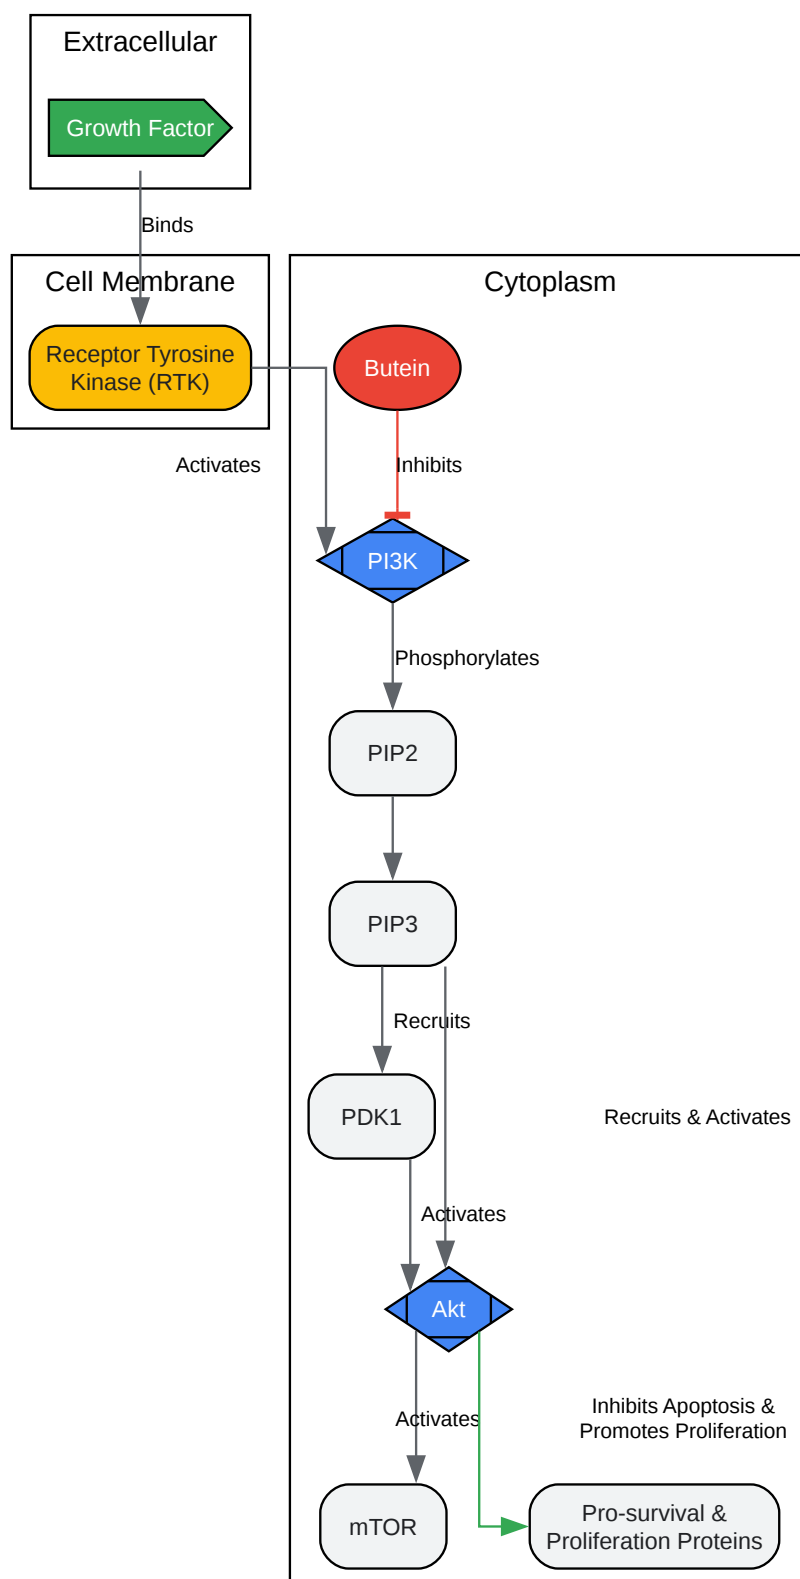 Extracellular
Growth Factor
Binds
Cell Membrane
Cytoplasm
Receptor Tyrosine
Kinase (RTK)
Butein
Activates
Inhibits
PI3K
Phosphorylates
PIP2
PIP3
Recruits
PDK1
Recruits & Activates
Activates
Akt
Inhibits Apoptosis &
Promotes Proliferation
Activates
mTOR
Pro-survival &
Proliferation Proteins